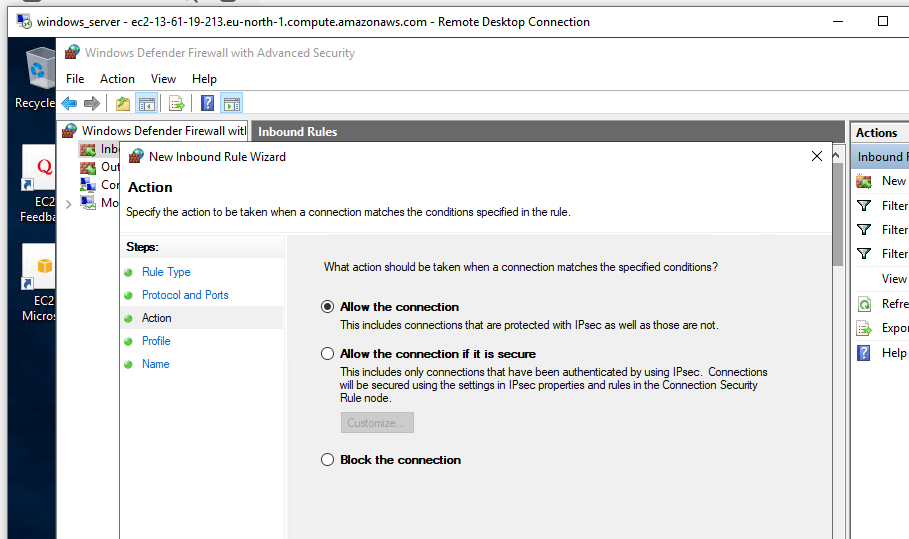 windows_server - ec2-13-61-19-213.eu-north-1.compute.amazonaws.com - Remote Desktop Connection
Windows Defender Firewall with Advanced Security
File Action View Help
Recycle
EC2
Feedba
EC2
Micros
Windows Defender Firewall witl
Inb
Out
Cor
Mo
Inbound Rules
New Inbound Rule Wizard
Action
Specify the action to be taken when a connection matches the conditions specified in the rule.
Steps:
Rule Type
Protocol and Ports
Action
Profile
Name
What action should be taken when a connection matches the specified conditions?
Allow the connection
This includes connections that are protected with IPsec as well as those are not.
Allow the connection if it is secure
This includes only connections that have been authenticated by using IPsec. Connections
will be secured using the settings in IPsec properties and rules in the Connection Security
Rule node.
Customize...
Block the connection
Actions
Inbound R
New
Filter
Filter
Filter
View
Refre
Expor
Help